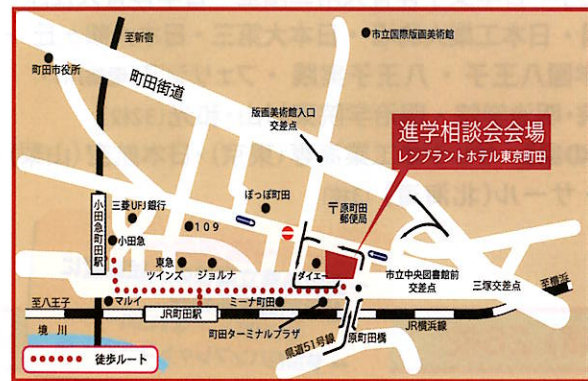 至新宿
市立国際版画美術館
町田市役所
町田街道
版画美術館入口
交差点
進学相談会会場
レンブラントホテル東京町田
三菱UFJ銀行
ぽっぽ町田
〒原町田
郵便局
109
小田急町田駅
小田急
東急
ツインズ
ジョルナ
ダイエー
市立中央図書館前
交差点
三塚交差点
至横浜
至八王子
マルイ
ミーナ町田
JR町田駅
境川
町田ターミナルプラザ
県道51号線
原町田橋
JR横浜線
徒歩ルート